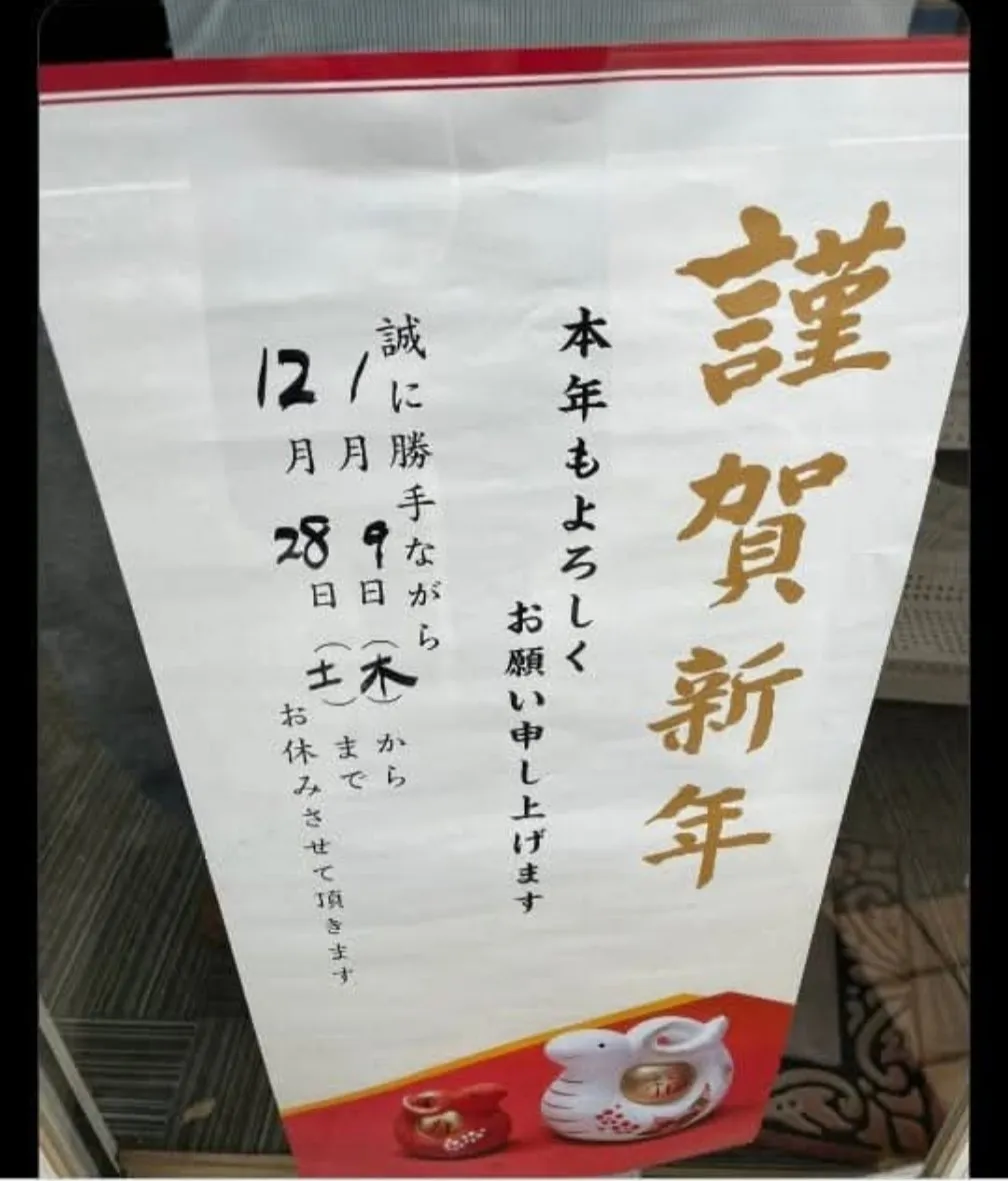 謹賀新年
本年もよろしく
お願い申し上げます
誠に勝手ながら
1月9日（木）から
12月28日（土）まで
お休みさせて頂きます